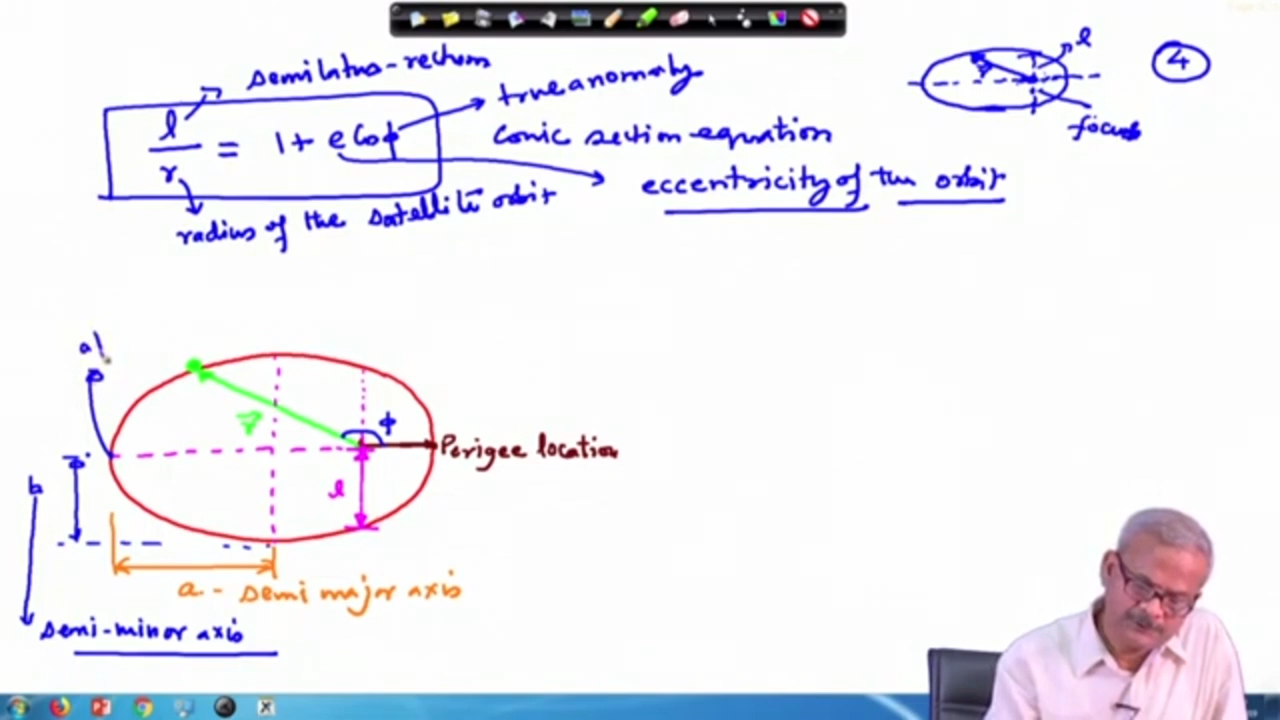 semilatus-rectum
l/r = 1 + e Cosϕ
true anomaly
conic section equation
eccentricity of the orbit
radius of the satellite orbit
l
focus
4
a
r
ϕ
Perigee location
l
b
a - semi major axis
semi-minor axis